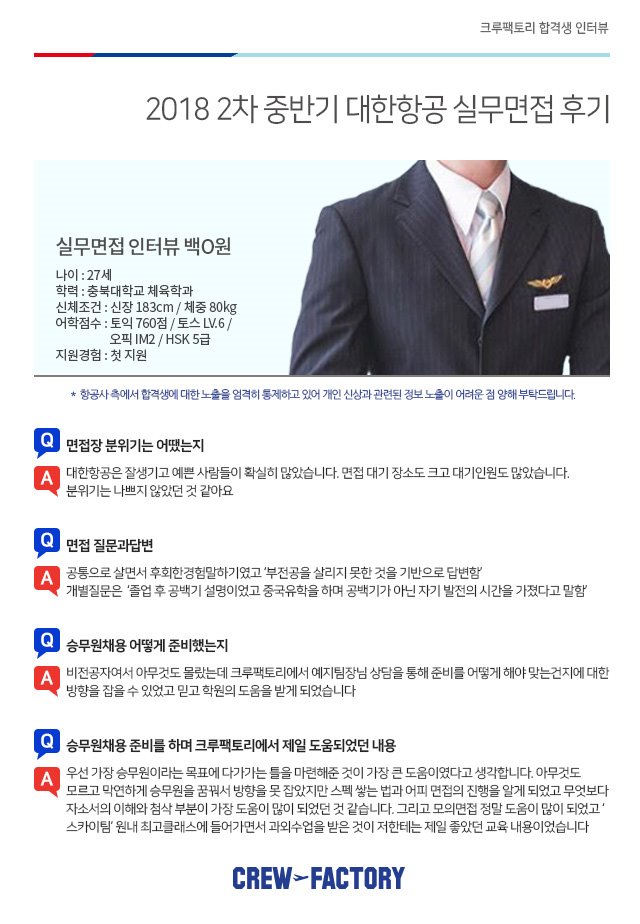 크루팩토리 합격생 인터뷰
2018 2차 중반기 대한항공 실무면접 후기
실무면접 인터뷰 백O원
나이 : 27세
학력 : 충북대학교 체육학과
신체조건 : 신장 183cm / 체중 80kg
어학점수 : 토익 760점 / 토스 LV.6 /
오픽 IM2 / HSK 5급
지원경험 : 첫 지원
* 항공사 측에서 합격생에 대한 노출을 엄격히 통제하고 있어 개인 신상과 관련된 정보 노출이 어려운 점 양해 부탁드립니다.
Q 면접장 분위기는 어땠는지
A 대한항공은 잘생기고 예쁜 사람들이 확실히 많았습니다. 면접 대기 장소도 크고 대기인원도 많았습니다.
분위기는 나쁘지 않았던 것 같아요
Q 면접 질문과답변
A 공통으로 살면서 후회한경험말하기였고 ‘부전공을 살리지 못한 것을 기반으로 답변함’
개별질문은 ‘졸업 후 공백기 설명이었고 중국유학을 하며 공백기가 아닌 자기 발전의 시간을 가졌다고 말함’
Q 승무원채용 어떻게 준비했는지
A 비전공자여서 아무것도 몰랐는데 크루팩토리에서 예지팀장님 상담을 통해 준비를 어떻게 해야 맞는건지에 대한
방향을 잡을 수 있었고 믿고 학원의 도움을 받게 되었습니다
Q 승무원채용 준비를 하며 크루팩토리에서 제일 도움되었던 내용
A 우선 가장 승무원이라는 목표에 다가가는 틀을 마련해준 것이 가장 큰 도움이였다고 생각합니다. 아무것도
모르고 막연하게 승무원을 꿈꿔서 방향을 못 잡았지만 스펙 쌓는 법과 어피 면접의 진행을 알게 되었고 무엇보다
자소서의 이해와 첨삭 부분이 가장 도움이 많이 되었던 것 같습니다. 그리고 모의면접 정말 도움이 많이 되었고 ‘
스카이팀’ 원내 최고클래스에 들어가면서 과외수업을 받은 것이 저한테는 제일 좋았던 교육 내용이었습니다
CREW FACTORY